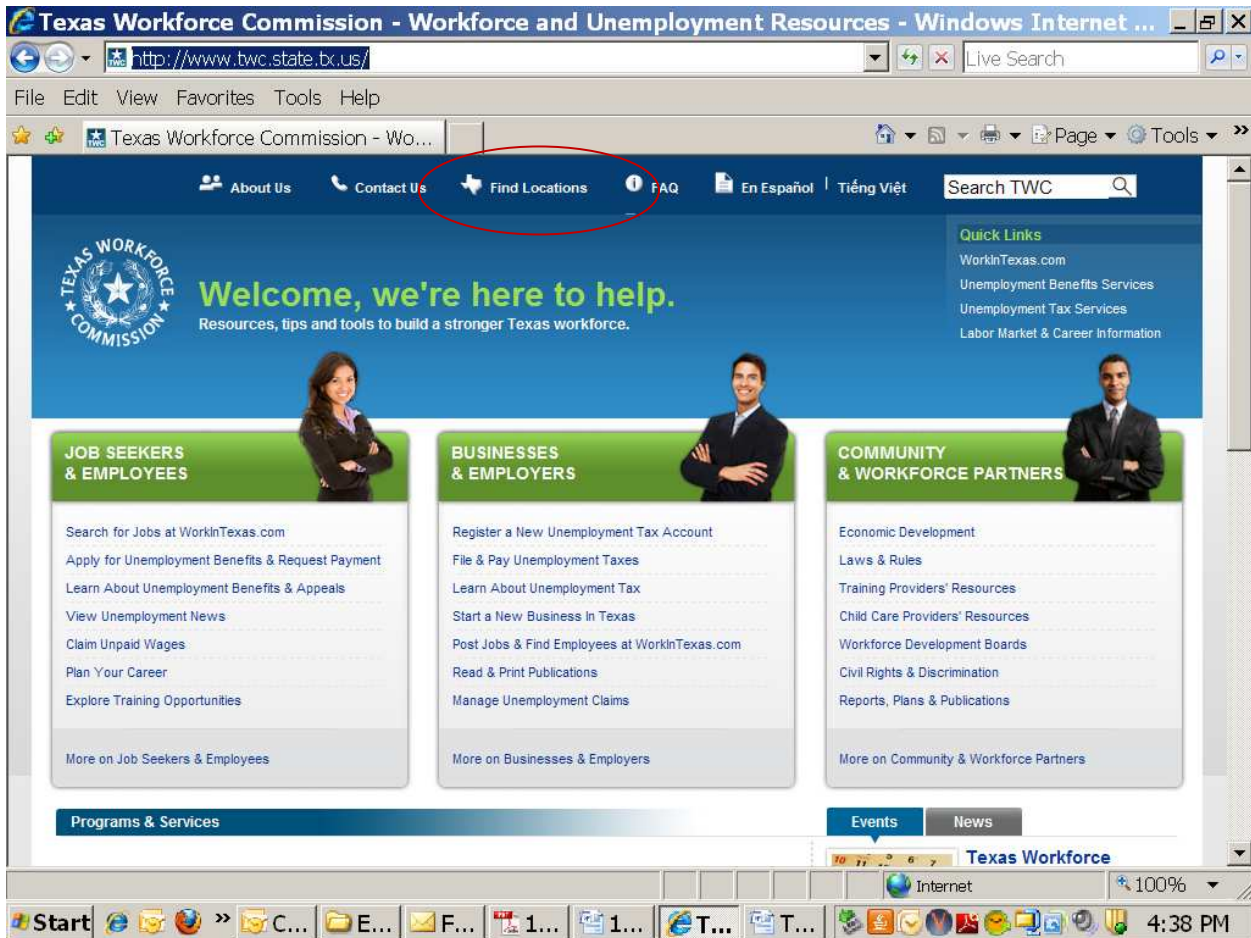 Texas Workforce Commission - Workforce and Unemployment Resources - Windows Internet ...
http://www.twc.state.tx.us/
Live Search
File Edit View Favorites Tools Help
Texas Workforce Commission - Wo...
Page Tools »
About Us Contact Us Find Locations FAQ En Español | Tiếng Việt Search TWC
TEXAS WORKFORCE COMMISSION
Welcome, we're here to help.
Resources, tips and tools to build a stronger Texas workforce.
Quick Links
WorkInTexas.com
Unemployment Benefits Services
Unemployment Tax Services
Labor Market & Career Information
JOB SEEKERS
& EMPLOYEES
Search for Jobs at WorkInTexas.com
Apply for Unemployment Benefits & Request Payment
Learn About Unemployment Benefits & Appeals
View Unemployment News
Claim Unpaid Wages
Plan Your Career
Explore Training Opportunities
More on Job Seekers & Employees
BUSINESSES
& EMPLOYERS
Register a New Unemployment Tax Account
File & Pay Unemployment Taxes
Learn About Unemployment Tax
Start a New Business In Texas
Post Jobs & Find Employees at WorkInTexas.com
Read & Print Publications
Manage Unemployment Claims
More on Businesses & Employers
COMMUNITY
& WORKFORCE PARTNERS
Economic Development
Laws & Rules
Training Providers' Resources
Child Care Providers' Resources
Workforce Development Boards
Civil Rights & Discrimination
Reports, Plans & Publications
More on Community & Workforce Partners
Programs & Services
Events News
Texas Workforce
Internet 100%
Start » C... E... F... 1... 1... T... T... 4:38 PM